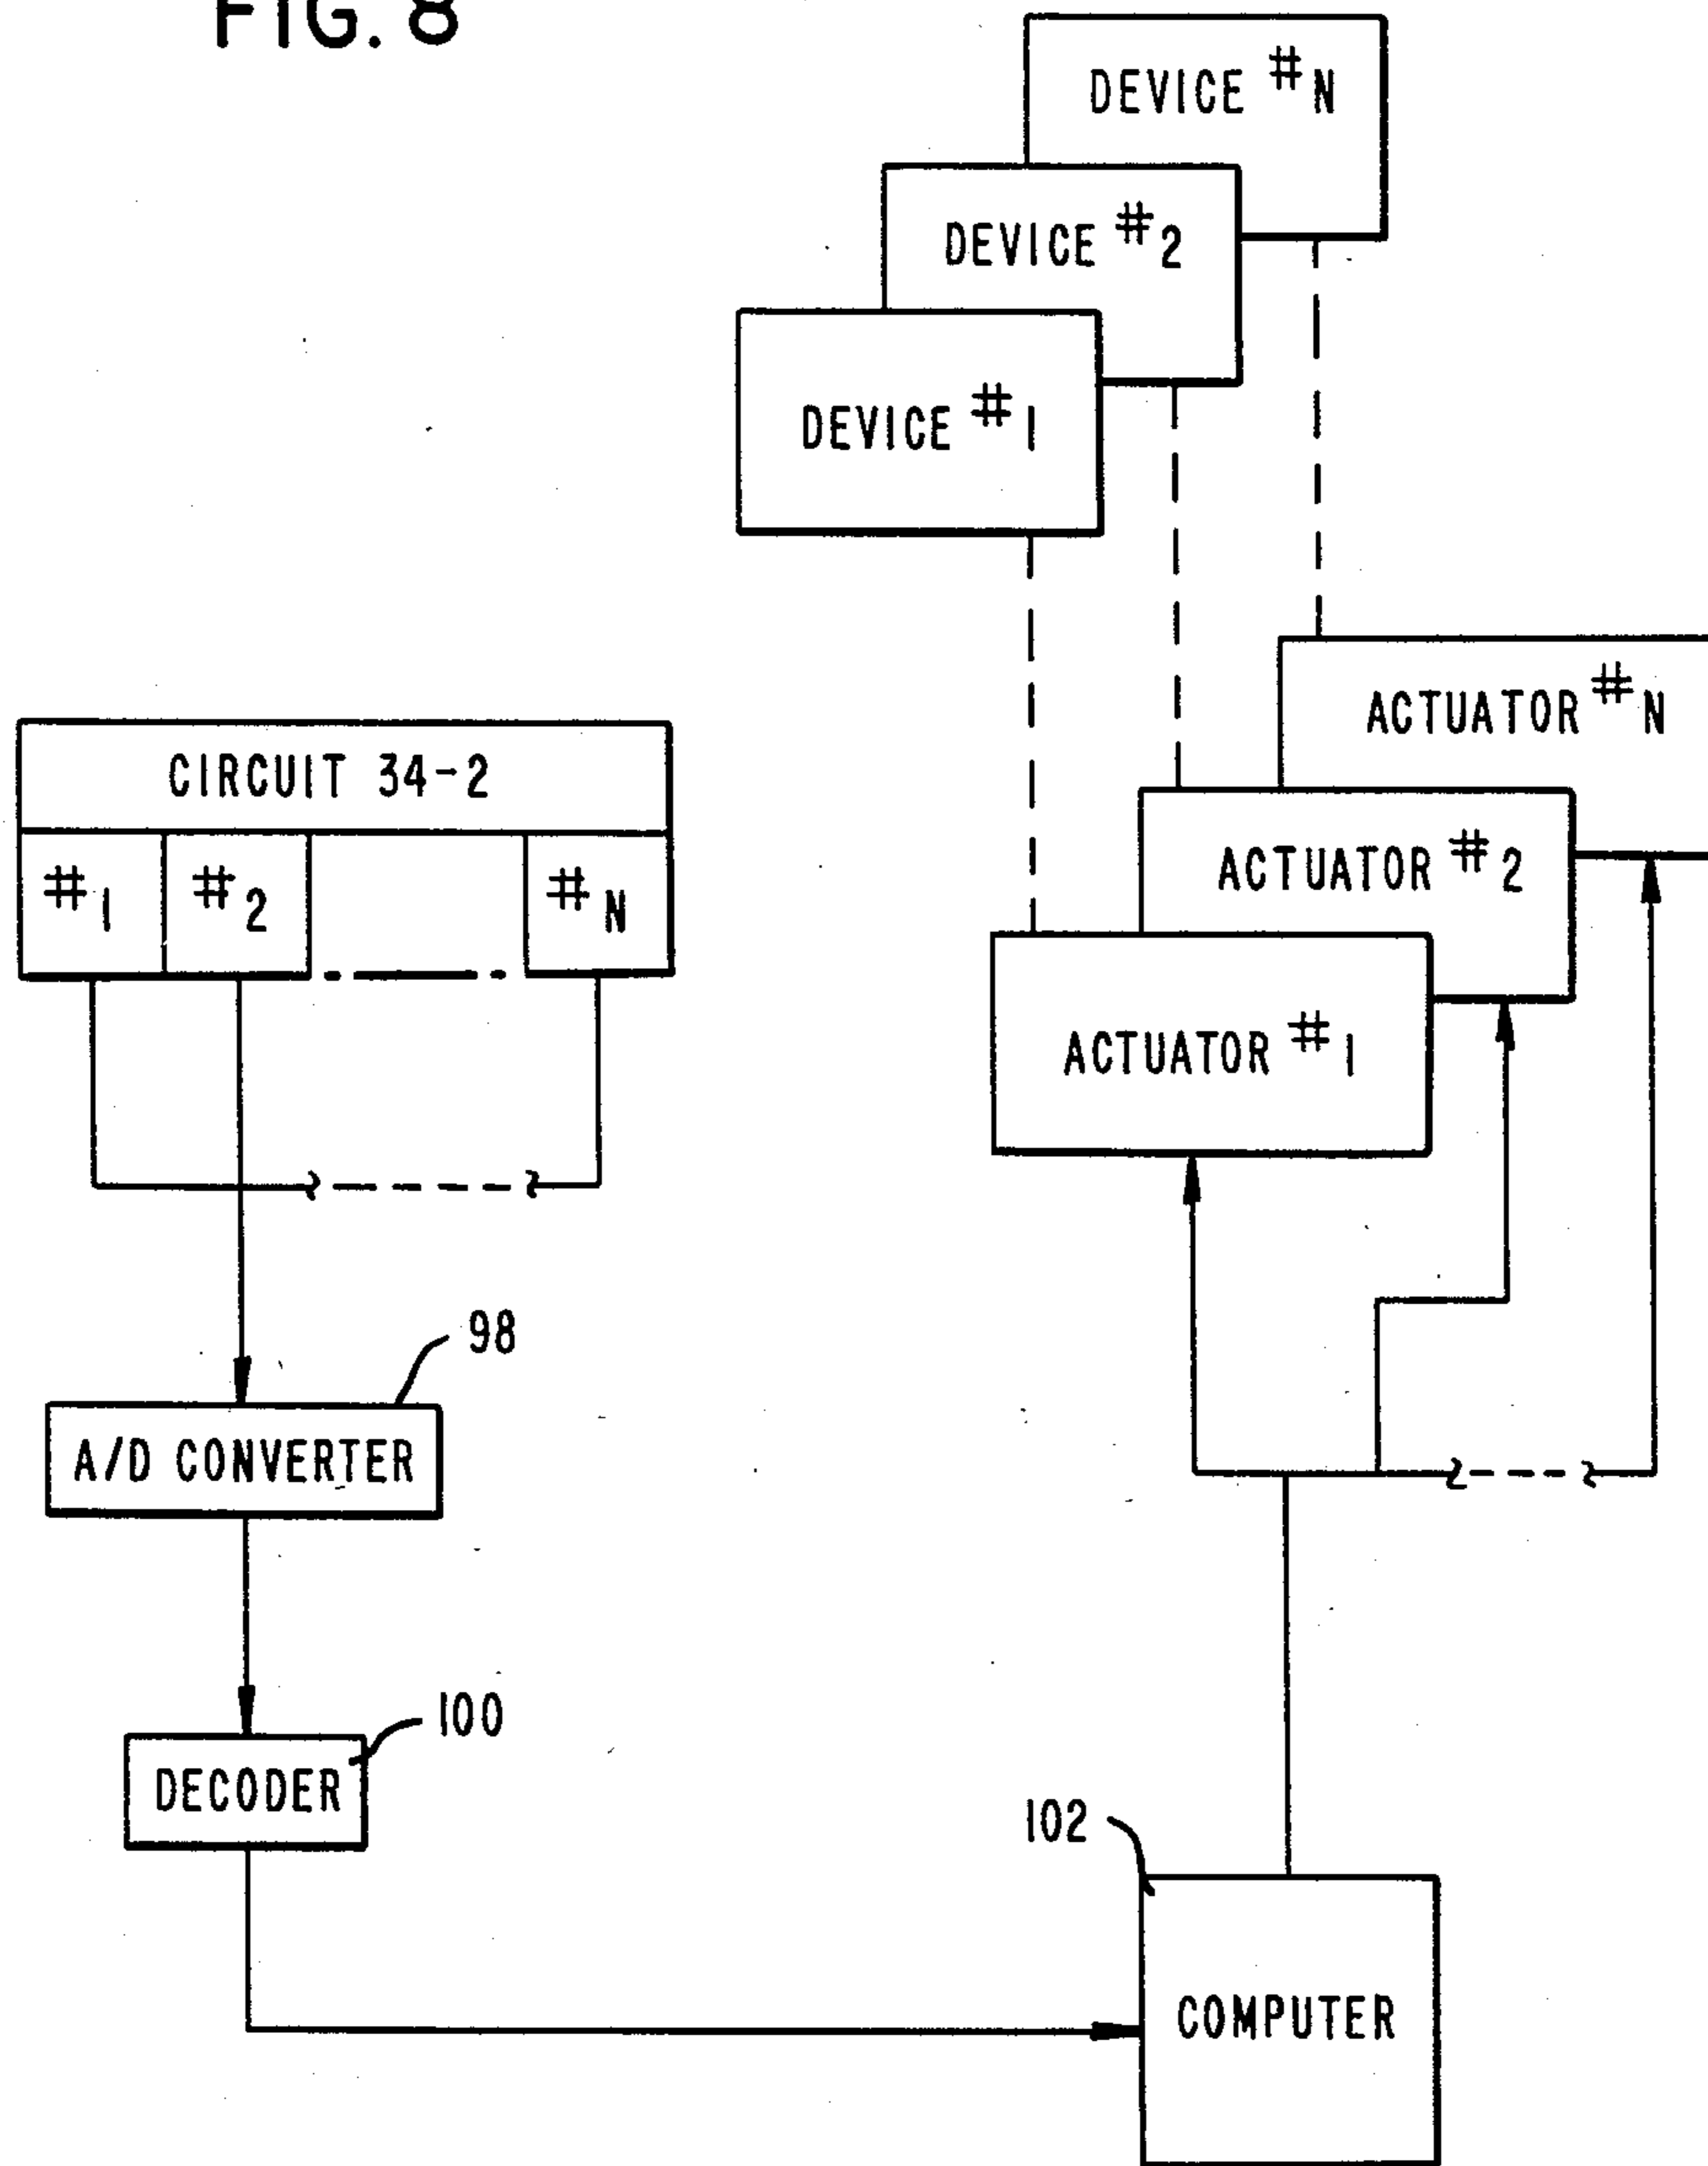 FIG. 8
DEVICE #N
DEVICE #2
DEVICE #1
ACTUATOR #N
CIRCUIT 34-2
#1 #2 #N
ACTUATOR #2
ACTUATOR #1
98
A/D CONVERTER
100
DECODER
102
COMPUTER